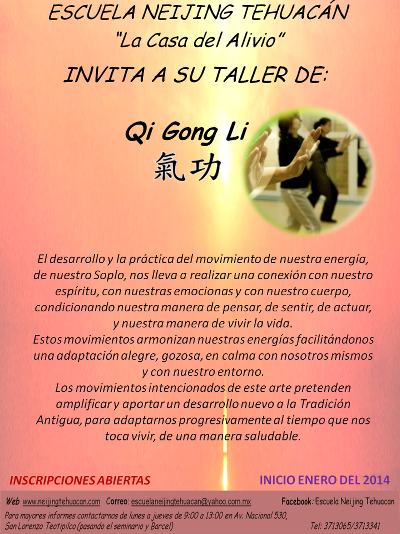 ESCUELA NEIJING TEHUACÁN
"La Casa del Alivio"
INVITA A SU TALLER DE:
Qi Gong Li
氣功
El desarrollo y la práctica del movimiento de nuestra energía,
de nuestro Soplo, nos lleva a realizar una conexión con nuestro
espíritu, con nuestras emocionas y con nuestro cuerpo,
condicionando nuestra manera de pensar, de sentir, de actuar,
y nuestra manera de vivir la vida.
Estos movimientos armonizan nuestras energías facilitándonos
una adaptación alegre, gozosa, en calma con nosotros mismos
y con nuestro entorno.
Los movimientos intencionados de este arte pretenden
amplificar y aportar un desarrollo nuevo a la Tradición
Antigua, para adaptarnos progresivamente al tiempo que nos
toca vivir, de una manera saludable.
INSCRIPCIONES ABIERTAS INICIO ENERO DEL 2014
Web www.neijingtehuacan.com Correo: escuelaneijingtehuacan@yahoo.com.mx Facebook: Escuela Neijing Tehuacan
Para mayores informes contactarnos de lunes a jueves de 9:00 a 13:00 en Av. Nacional 530,
San Lorenzo Teotipilco (pasando el seminario y Barcel) Tel: 3713065/3713341